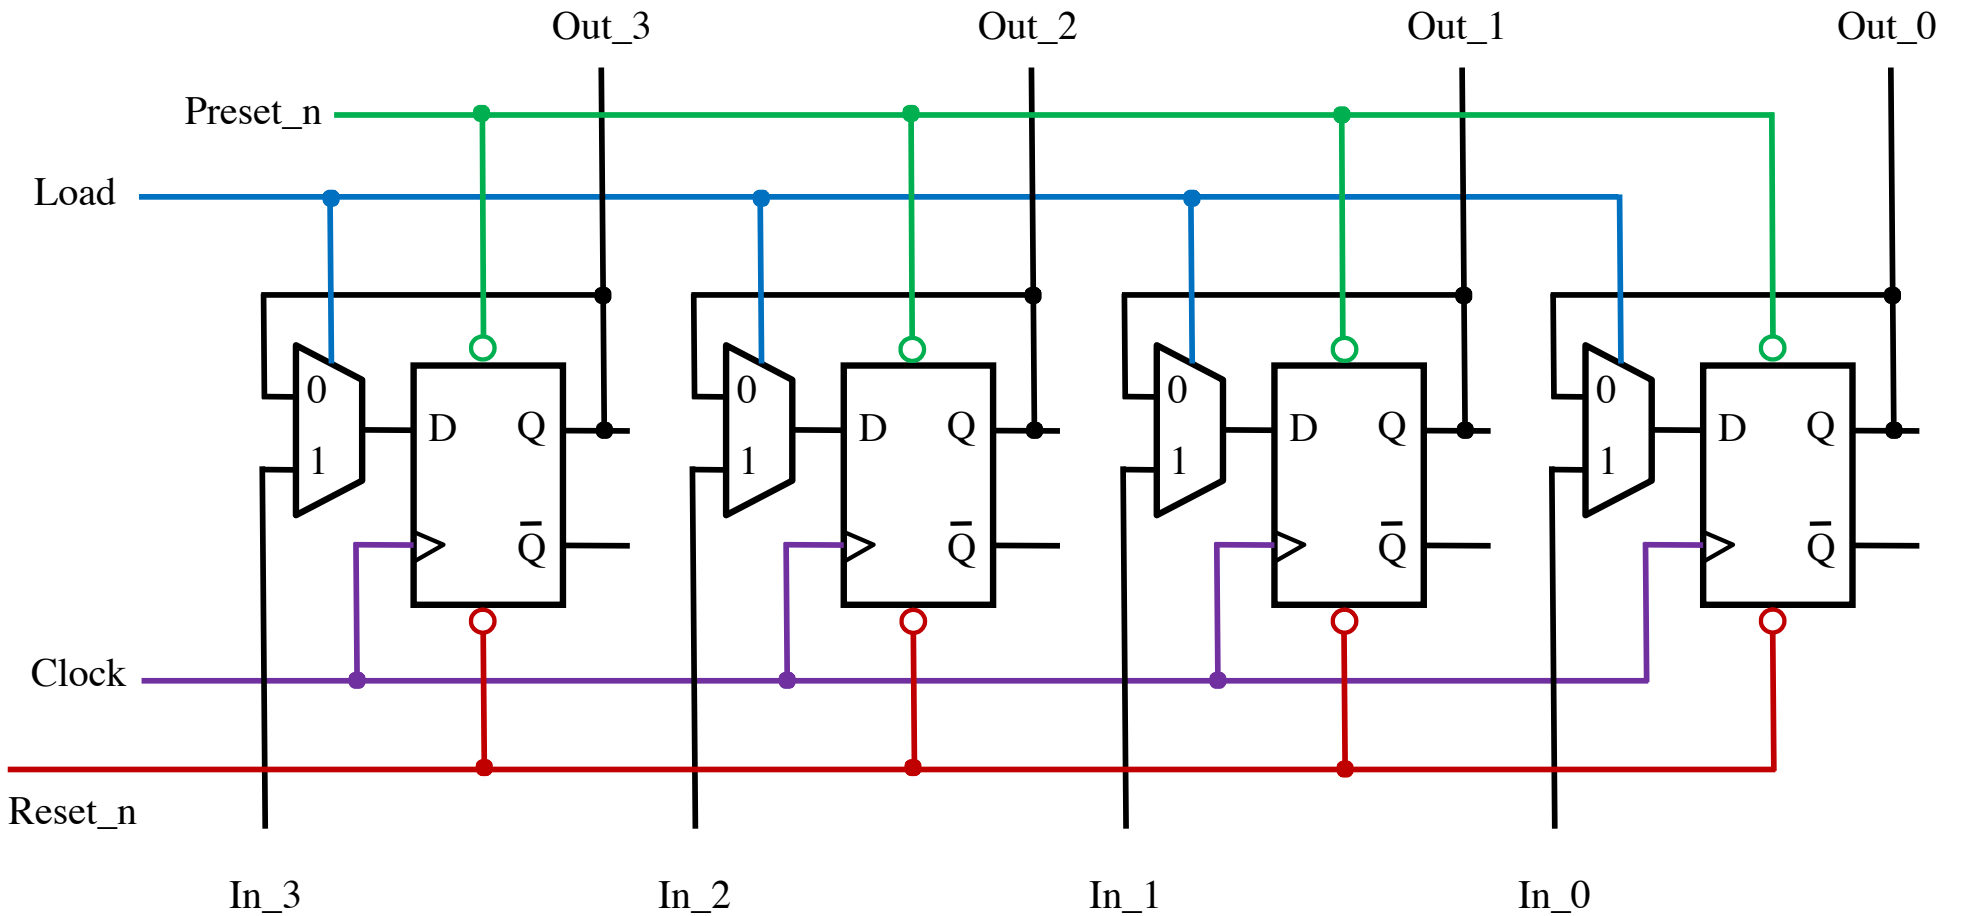 Out_3 Out_2 Out_1 Out_0
Preset_n
Load
0 0 0 0
D Q D Q D Q D Q
1 1 1 1
Q̅ Q̅ Q̅ Q̅
Clock
Reset_n
In_3 In_2 In_1 In_0